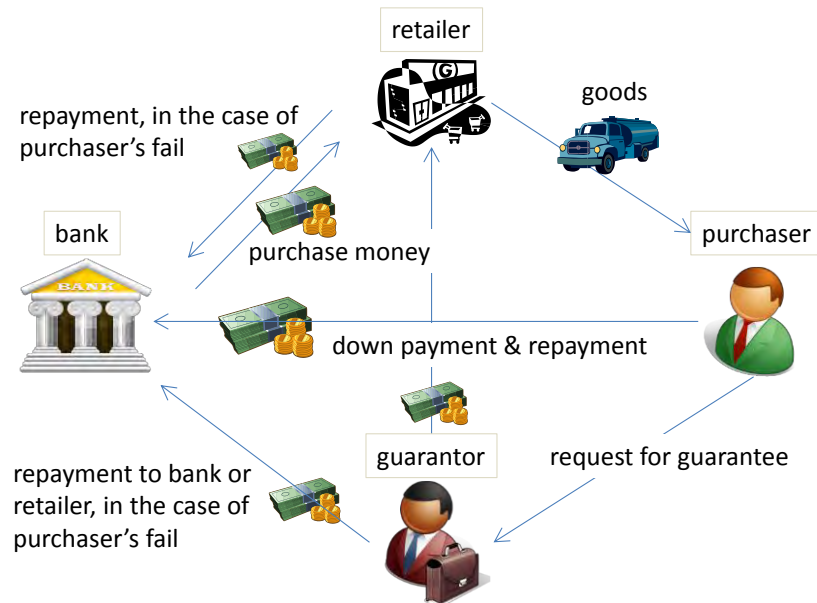 retailer
goods
repayment, in the case of
purchaser's fail
G
bank
BANK
purchase money
purchaser
down payment & repayment
guarantor
request for guarantee
repayment to bank or
retailer, in the case of
purchaser's fail